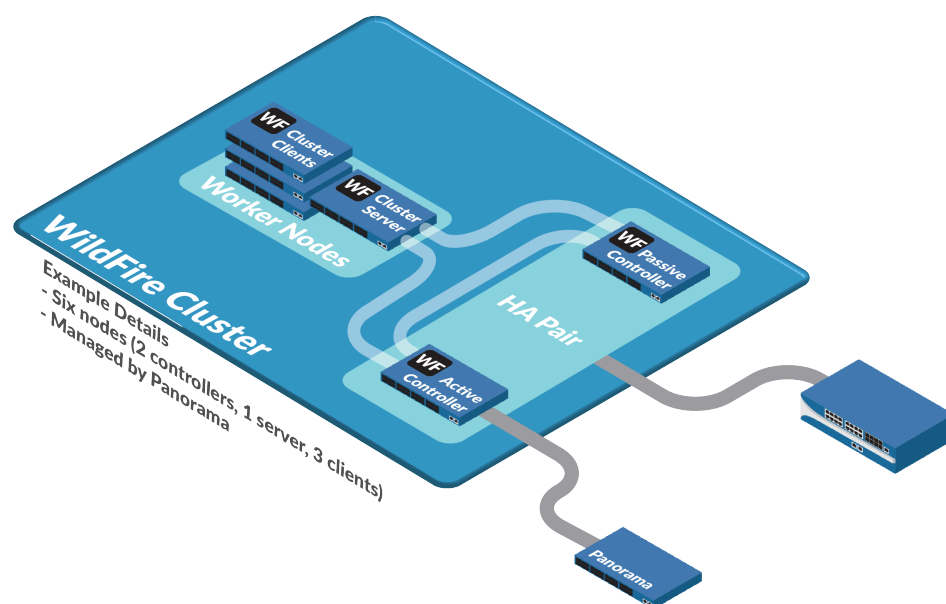 WF Cluster
Clients
WF Cluster
Server
Worker Nodes
WF Passive
Controller
HA Pair
WF Active
Controller
WildFire Cluster
Example Details
- Six nodes (2 controllers, 1 server, 3 clients)
- Managed by Panorama
Panorama